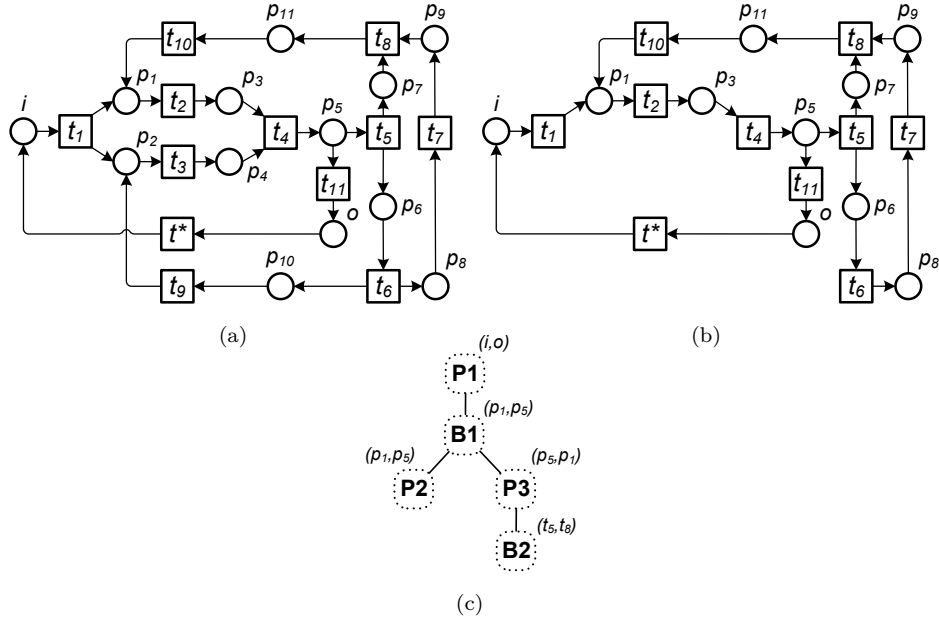 p11 p9 p11 p9
t10 t8 t10 t8
p1 p3 p7 p1 p3 p7
i t2 p5 i t2 p5
t1 p2 t4 t5 t7 t1 t4 t5 t7
t3 p4 t11 p6 t11 p6
t* o t* o
p10 p8 p8
t9 t6 t6
(a) (b)
(i,o)
P1
(p1,p5)
B1
(p1,p5) (p5,p1)
P2 P3
(t5,t8)
B2
(c)